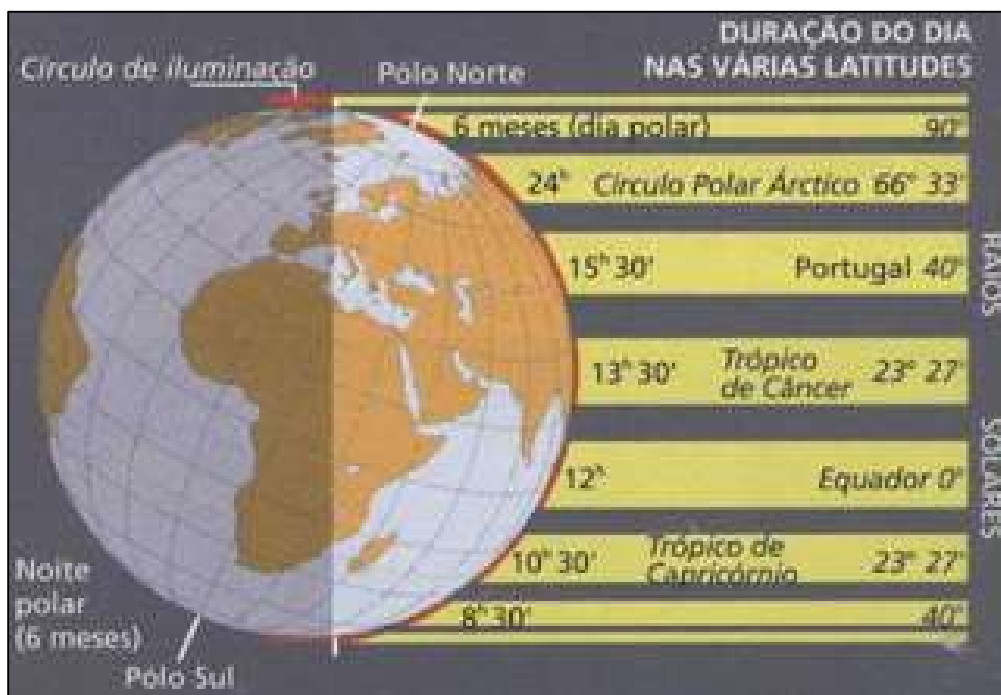 DURAÇÃO DO DIA
NAS VÁRIAS LATITUDES
Círculo de iluminação
Pólo Norte
6 meses (dia polar) 90°
24ʰ Círculo Polar Árctico 66° 33'
15ʰ 30' Portugal 40°
13ʰ 30' Trópico
de Câncer 23° 27'
12ʰ Equador 0°
10ʰ 30' Trópico de
Capricórnio 23° 27'
8ʰ 30' 40°
RAIOS
SOLARES
Noite
polar
(6 meses)
Pólo Sul